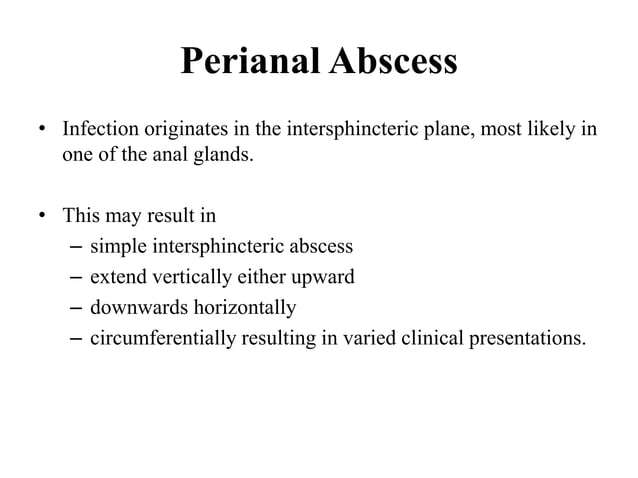 Perianal Abscess
• Infection originates in the intersphincteric plane, most likely in
one of the anal glands.
• This may result in
– simple intersphincteric abscess
– extend vertically either upward
– downwards horizontally
– circumferentially resulting in varied clinical presentations.